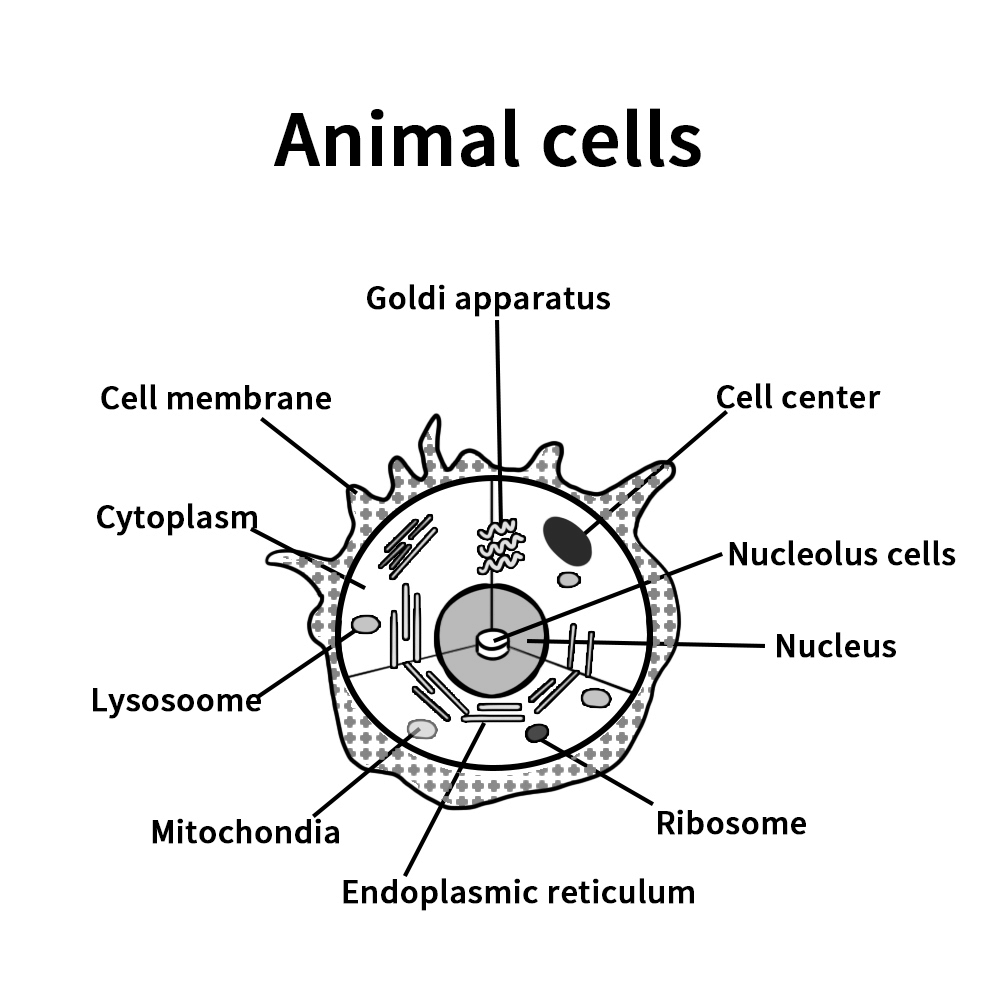 Animal cells
Goldi apparatus
Cell membrane
Cell center
Cytoplasm
Nucleolus cells
Nucleus
Lysosoome
Mitochondia
Ribosome
Endoplasmic reticulum